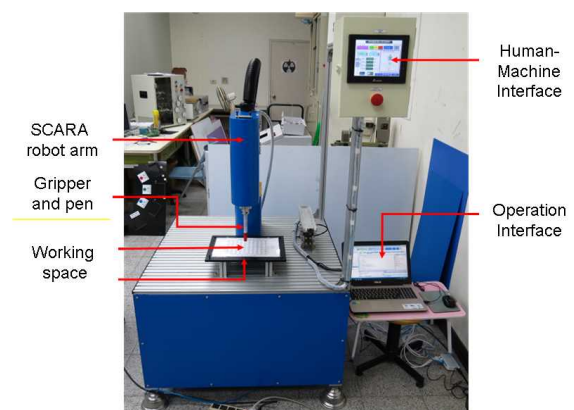 Human-
Machine
Interface
SCARA
robot arm
Gripper
and pen
Working
space
Operation
Interface